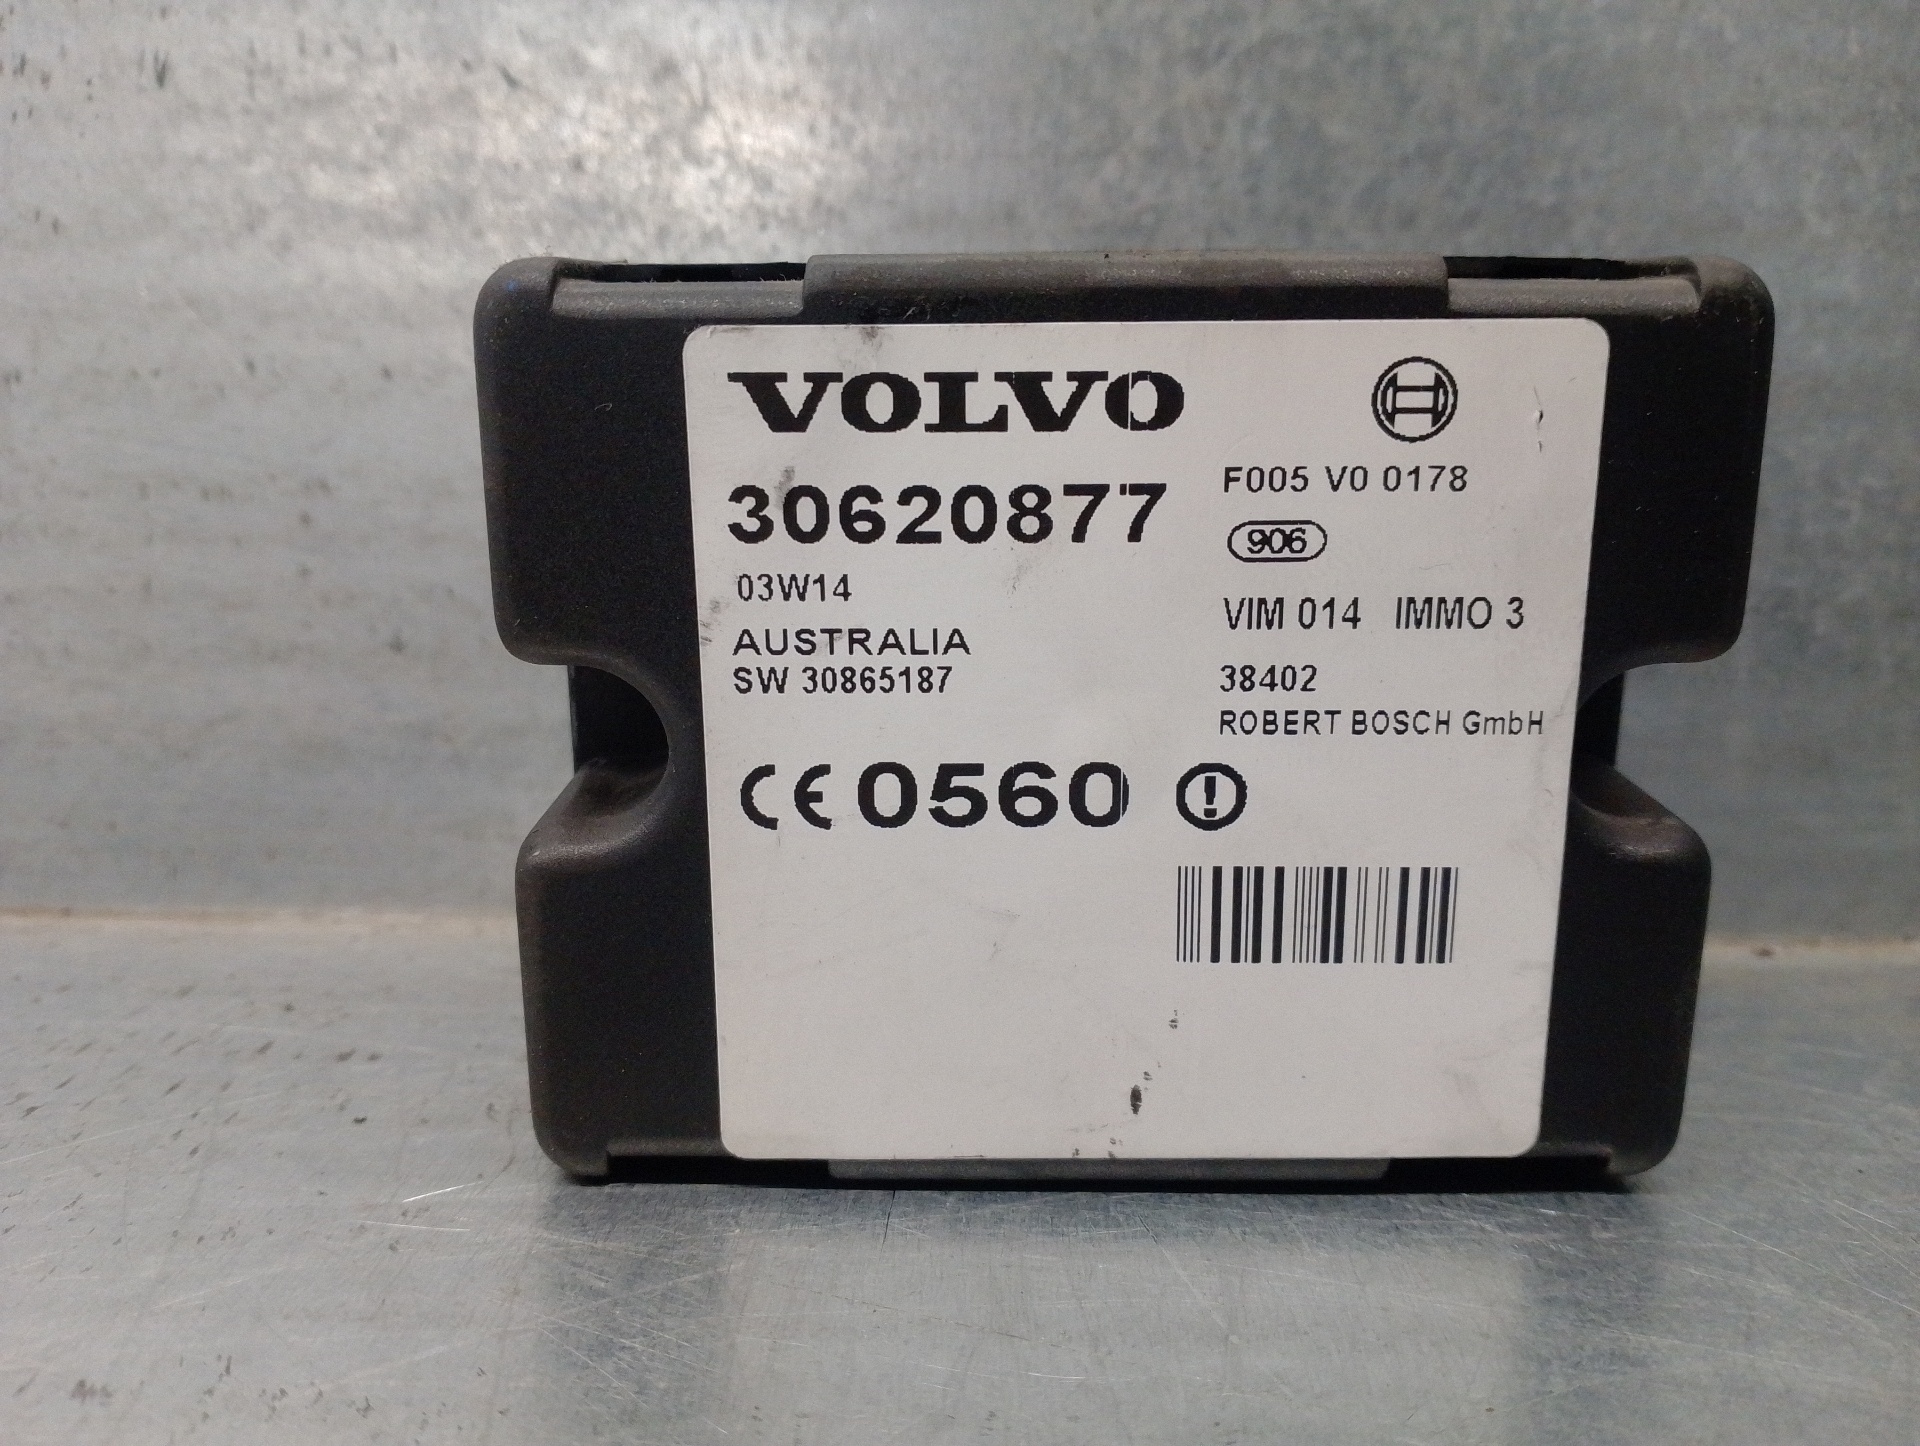 VOLVO
30620877
03W14
AUSTRALIA
SW 30865187
F005 V0 0178
906
VIM 014 IMMO 3
38402
ROBERT BOSCH GmbH
CE 0560 !